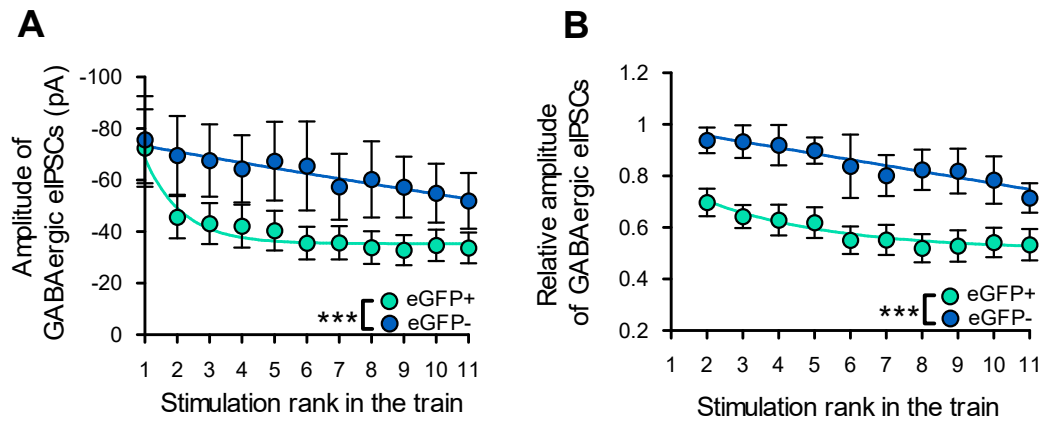 A
Amplitude of
GABAergic eIPSCs (pA)
-100
-80
-60
-40
-20
0
eGFP+
*** eGFP-
1 2 3 4 5 6 7 8 9 10 11
Stimulation rank in the train
B
Relative amplitude
of GABAergic eIPSCs
1.2
1
0.8
0.6
0.4
0.2
eGFP+
*** eGFP-
1 2 3 4 5 6 7 8 9 10 11
Stimulation rank in the train